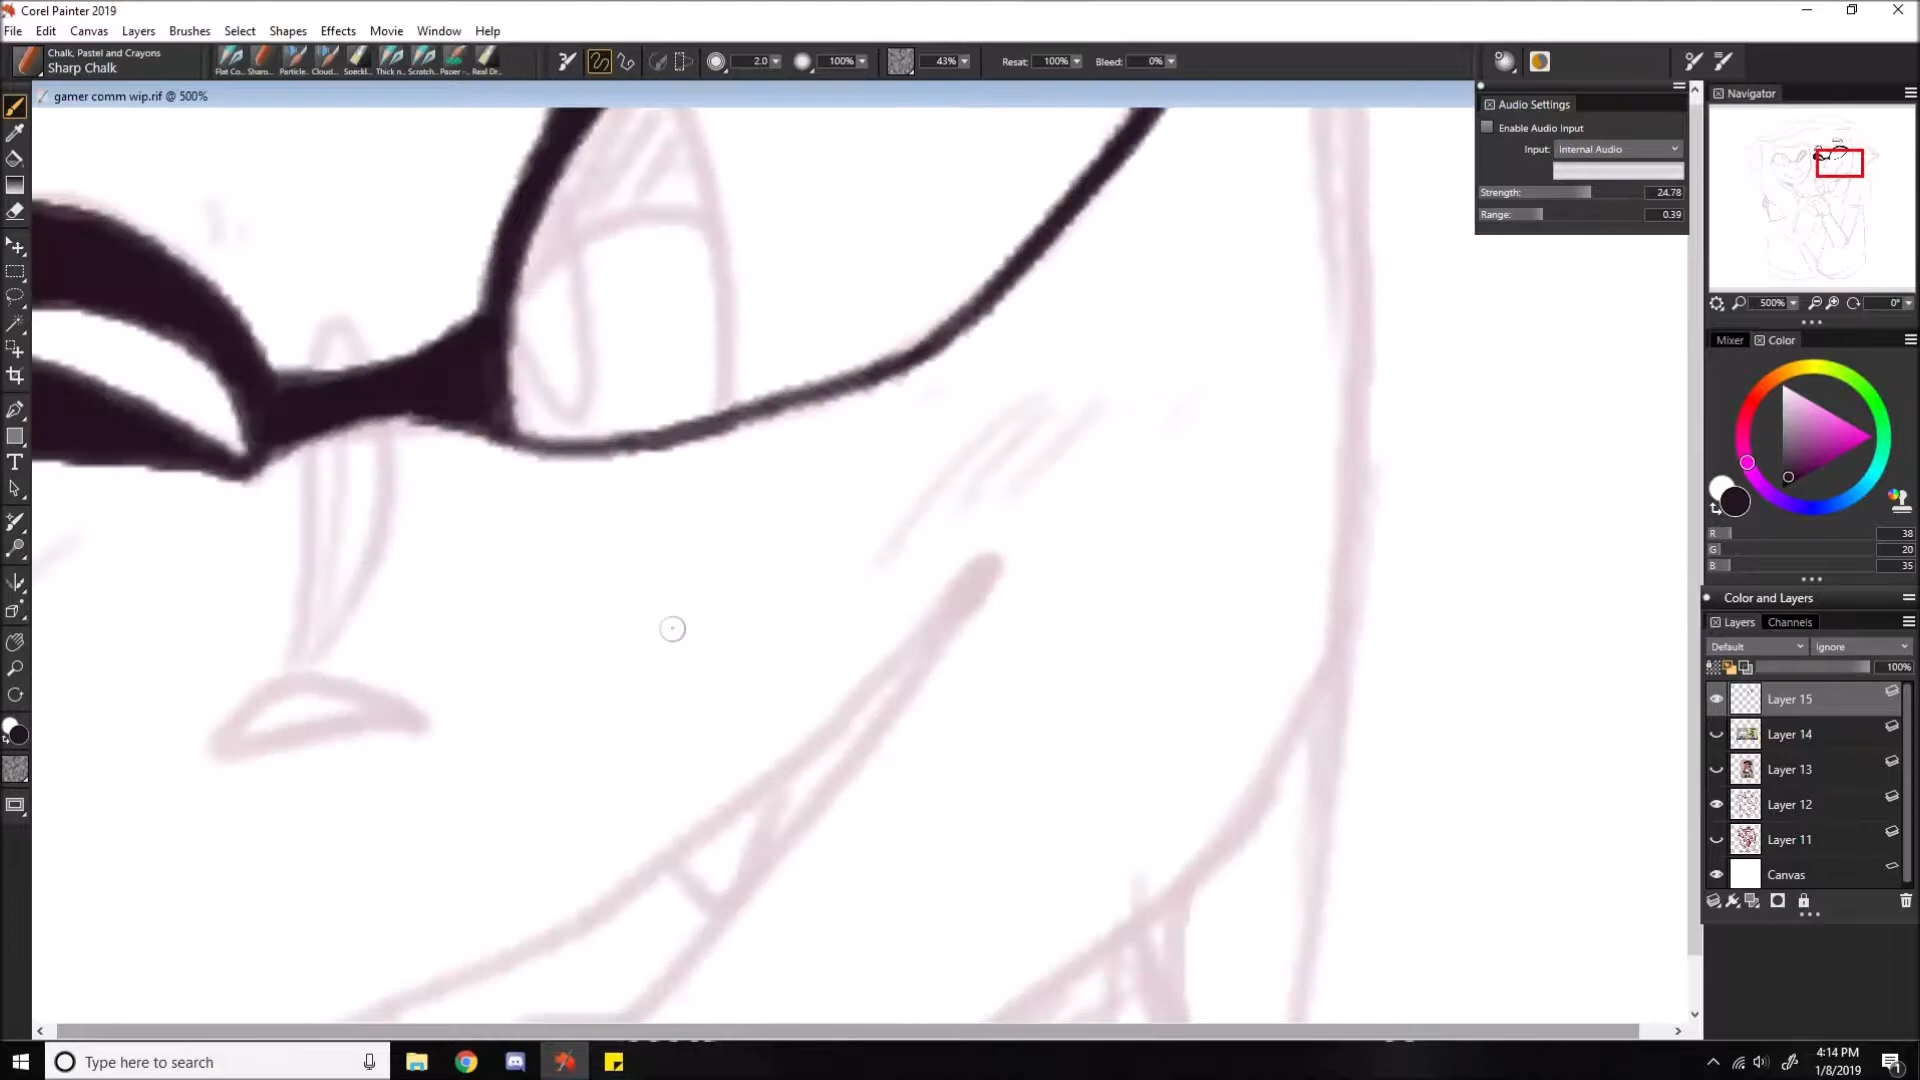 Corel Painter 2019
File Edit Canvas Layers Brushes Select Shapes Effects Movie Window Help
Chalk, Pastel and Crayons
Sharp Chalk
Flat Co... Sharp... Particle... Cloud... Speckl... Thick n... Scratch... Paper -... Real Dr...
2.0 100% 43% Resat: 100% Bleed: 0%
gamer comm wip.rif @ 500%
Audio Settings
Enable Audio Input
Input: Internal Audio
Strength: 24.78
Range: 0.39
Navigator
500% 0°
Mixer Color
R 38
G 20
B 35
Color and Layers
Layers Channels
Default Ignore
100%
Layer 15
Layer 14
Layer 13
Layer 12
Layer 11
Canvas
T
Type here to search
4:14 PM
1/8/2019
1